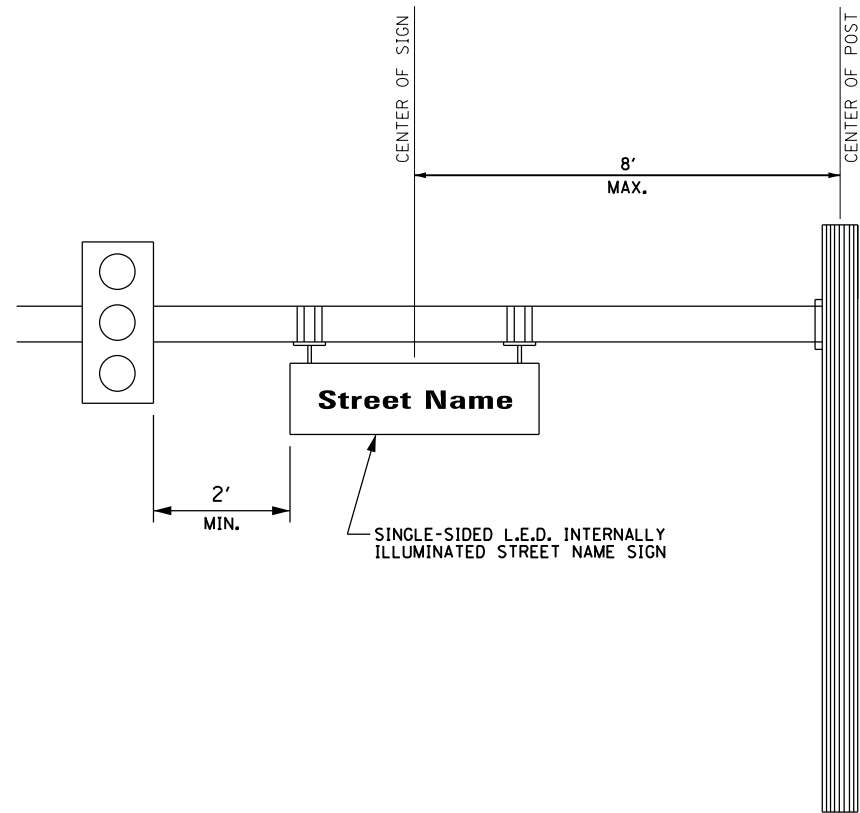 CENTER OF SIGN
CENTER OF POST
8'
MAX.
Street Name
2'
MIN.
SINGLE-SIDED L.E.D. INTERNALLY
ILLUMINATED STREET NAME SIGN